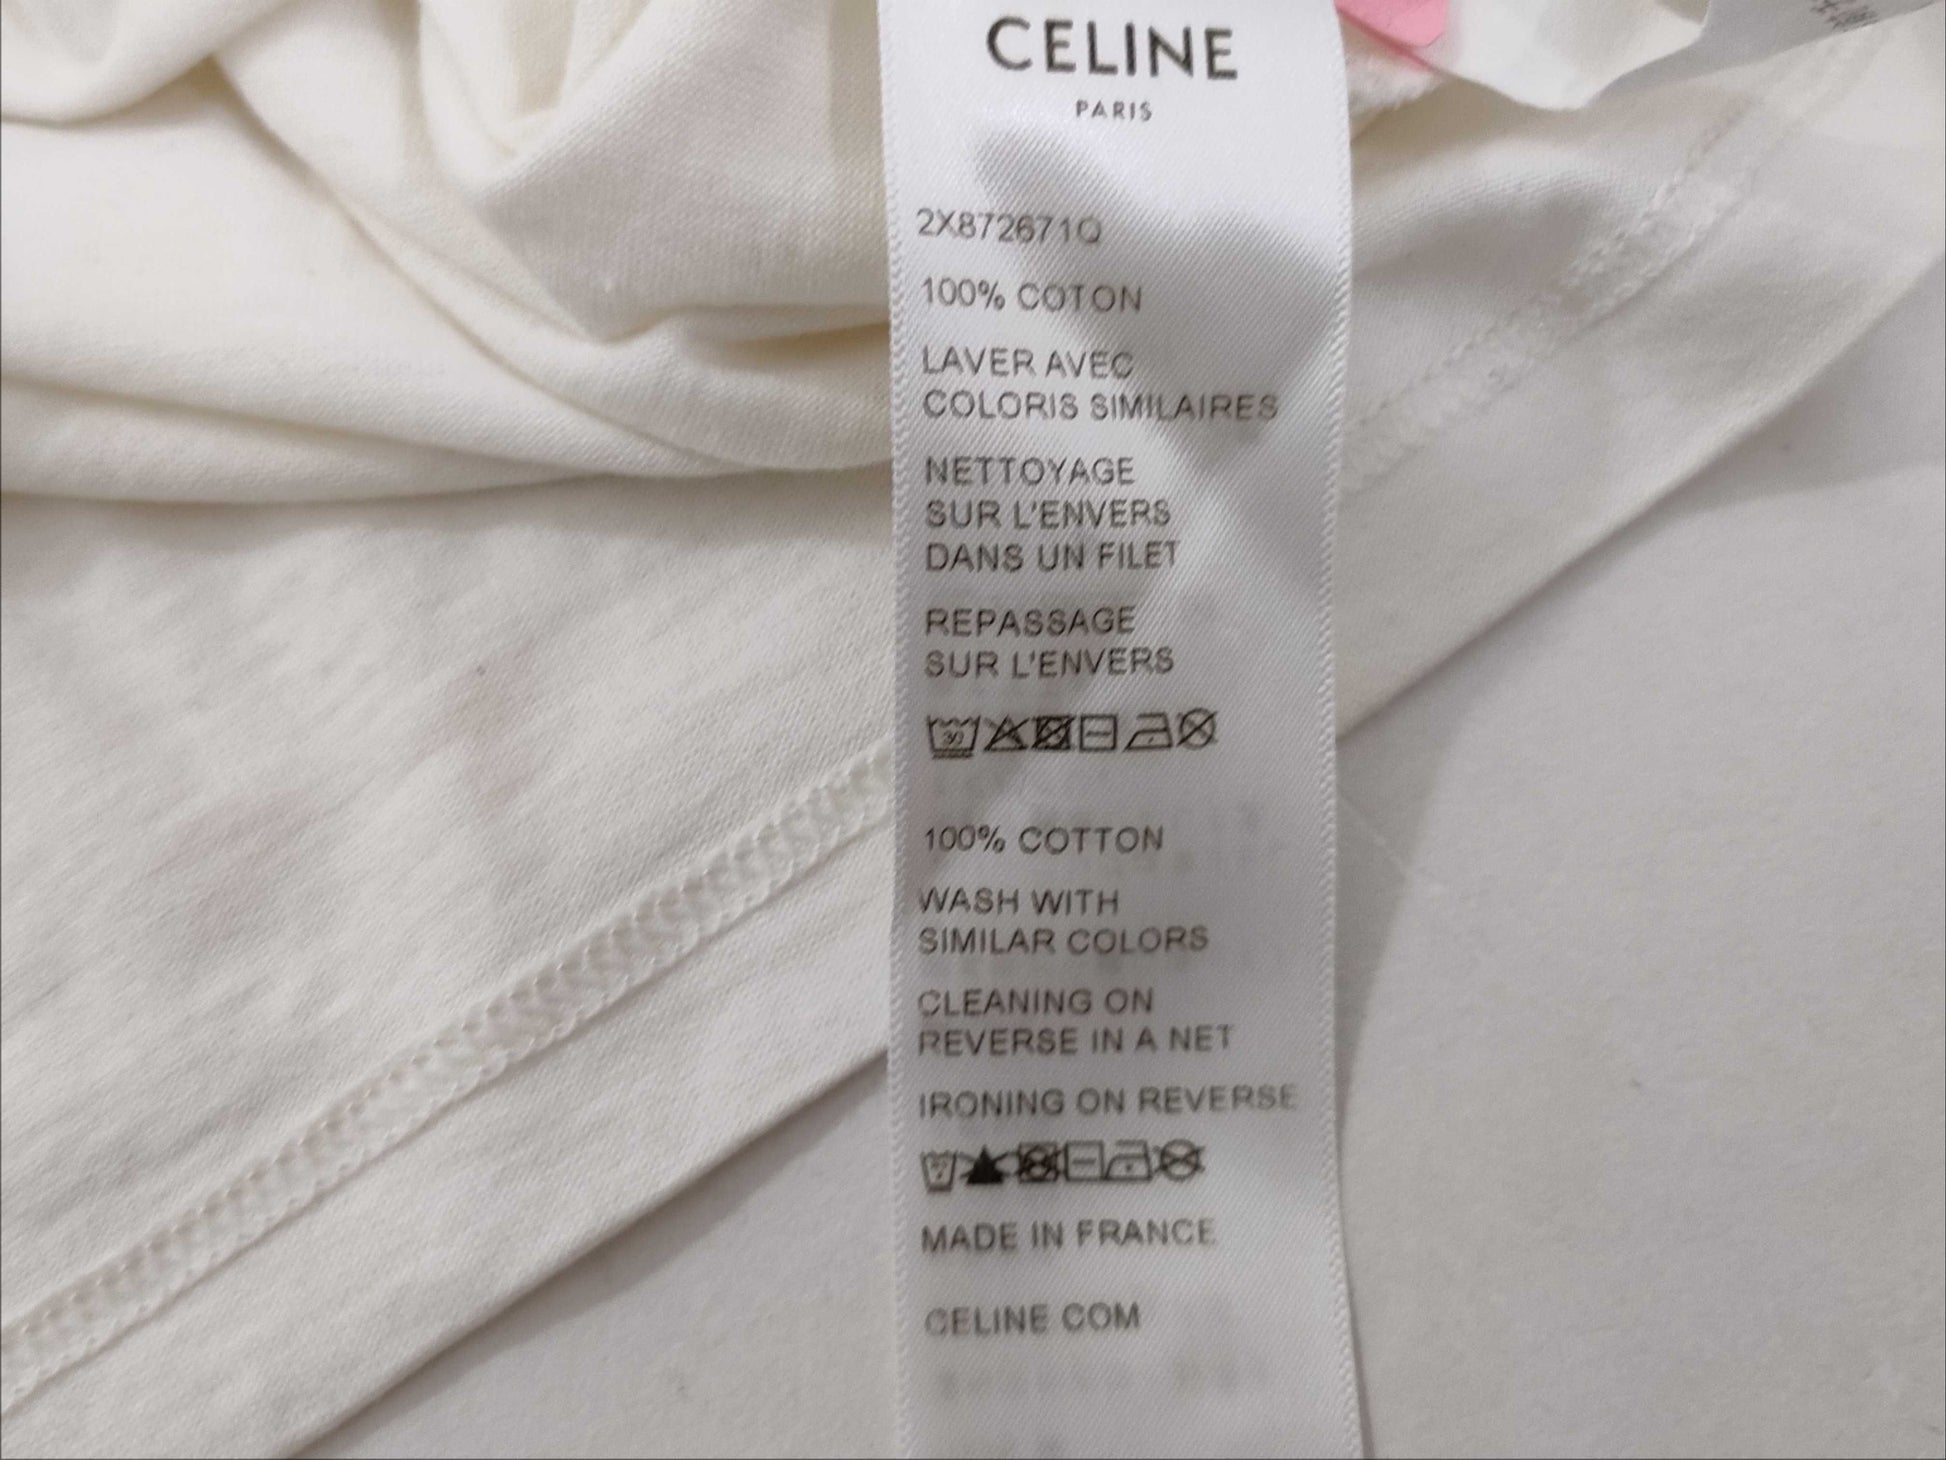 CELINE
PARIS
2X872671Q
100% COTON
LAVER AVEC
COLORIS SIMILAIRES
NETTOYAGE
SUR L'ENVERS
DANS UN FILET
REPASSAGE
SUR L'ENVERS
30
100% COTTON
WASH WITH
SIMILAR COLORS
CLEANING ON
REVERSE IN A NET
IRONING ON REVERSE
MADE IN FRANCE
CELINE COM